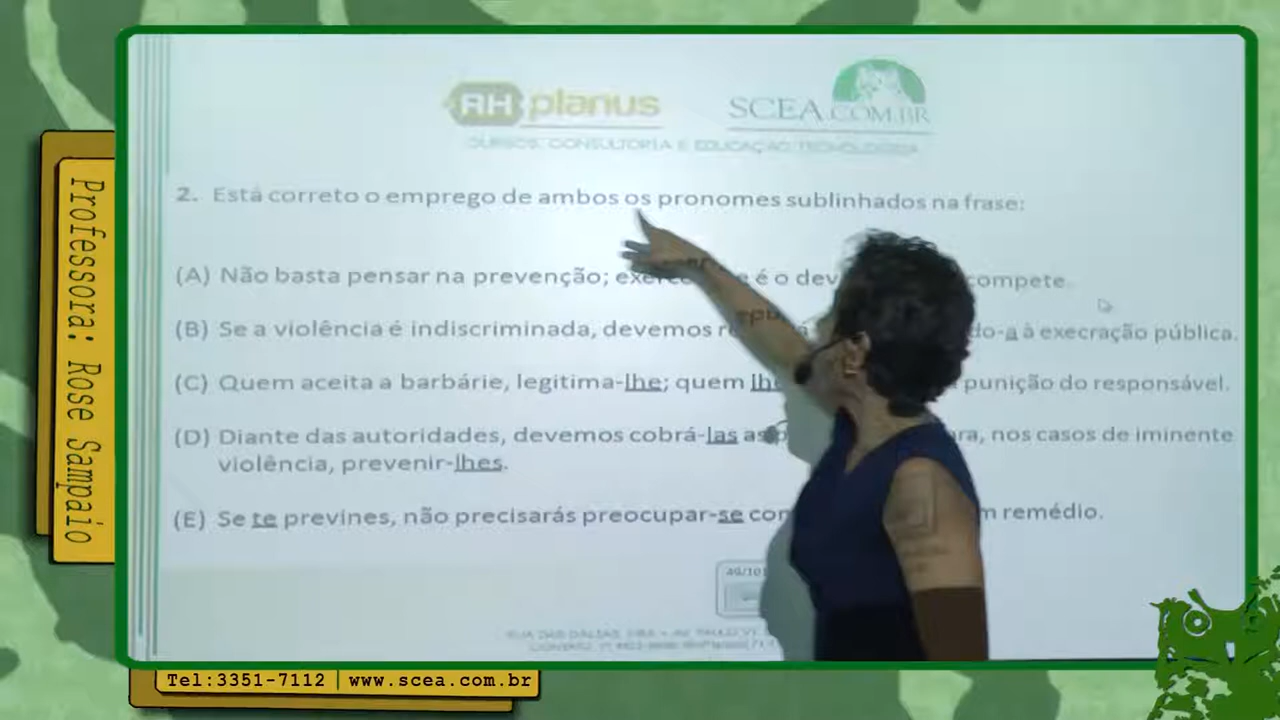 RH planus
SCEA.COM.BR
CURSOS, CONSULTORIA E EDUCAÇÃO TECNOLÓGICA
2. Está correto o emprego de ambos os pronomes sublinhados na frase:
(A) Não basta pensar na prevenção; é o compete.
(B) Se a violência é indiscriminada, devemos do-a à execração pública.
(C) Quem aceita a barbárie, legitima-lhe; quem punição do responsável.
(D) Diante das autoridades, devemos cobrá-las nos casos de iminente
violência, prevenir-lhes.
(E) Se te prevines, não precisarás preocupar-se remédio.
Professora: Rose Sampaio
Tel:3351-7112 | www.scea.com.br